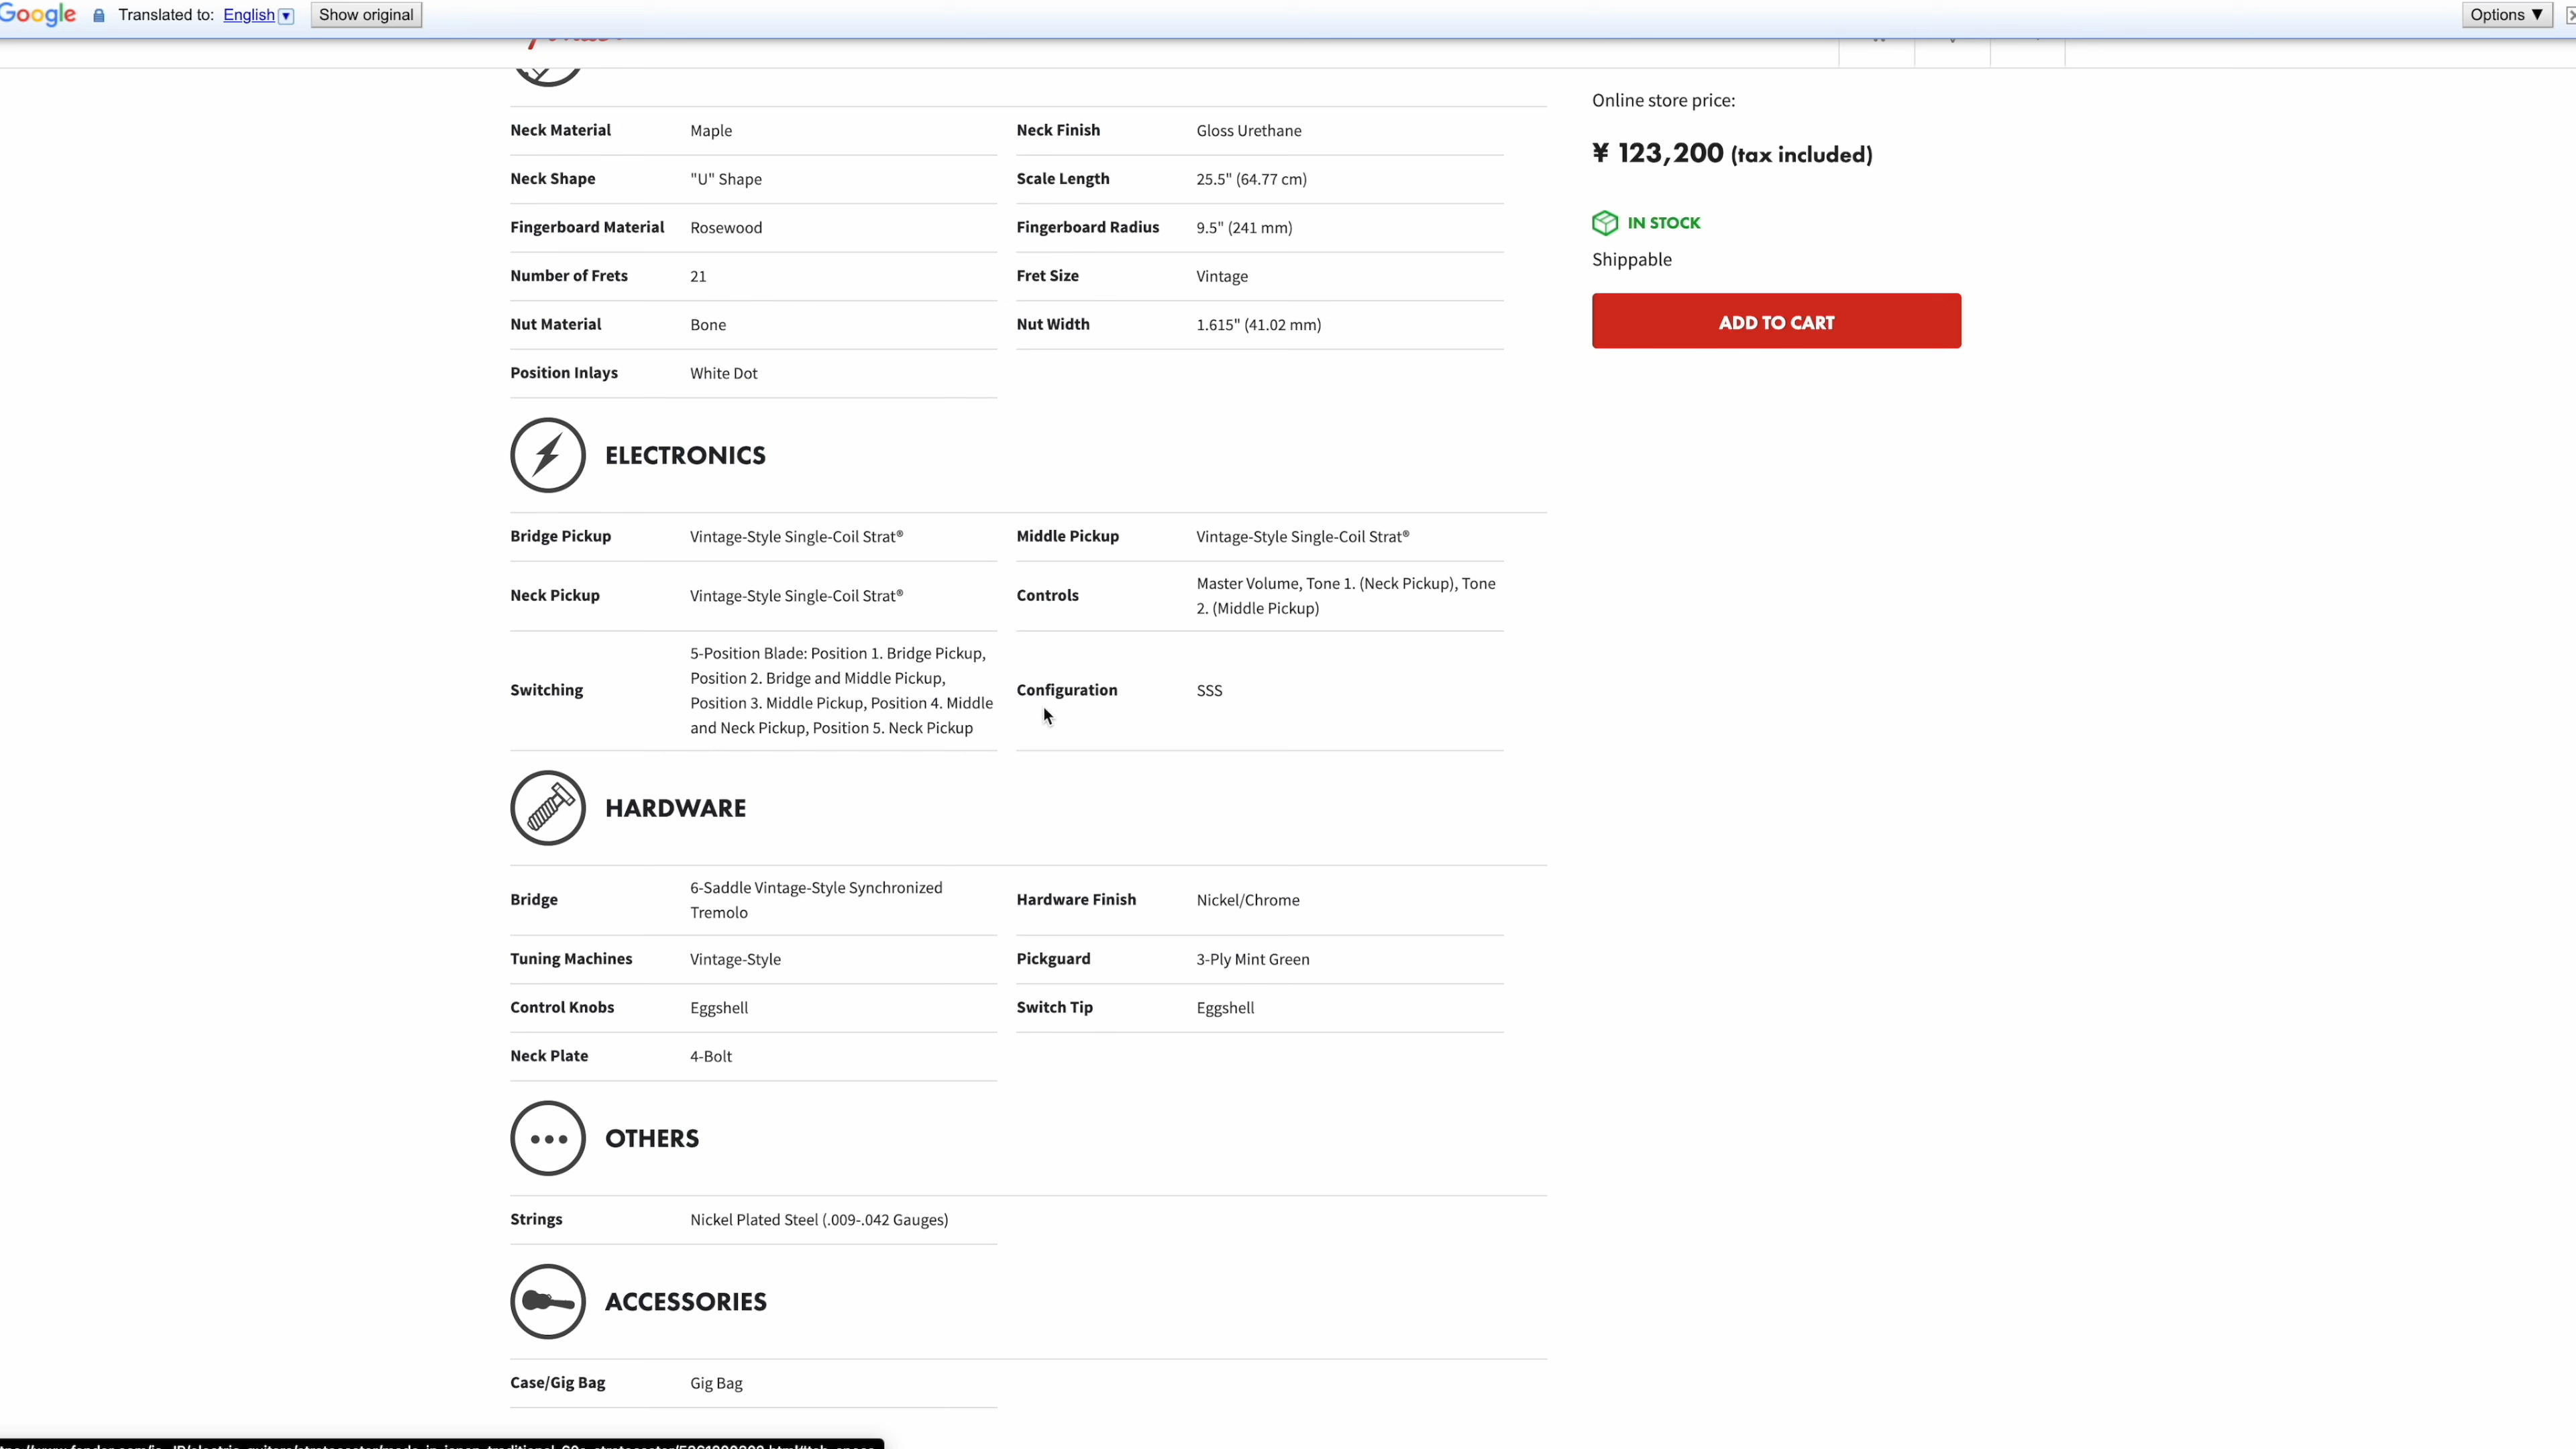 Google Translated to: English ▼ Show original Options ▼
Neck Material Maple Neck Finish Gloss Urethane
Online store price:
Neck Shape "U" Shape Scale Length 25.5" (64.77 cm)
¥ 123,200 (tax included)
Fingerboard Material Rosewood Fingerboard Radius 9.5" (241 mm)
IN STOCK
Number of Frets 21 Fret Size Vintage
Shippable
Nut Material Bone Nut Width 1.615" (41.02 mm)
ADD TO CART
Position Inlays White Dot
ELECTRONICS
Bridge Pickup Vintage-Style Single-Coil Strat® Middle Pickup Vintage-Style Single-Coil Strat®
Neck Pickup Vintage-Style Single-Coil Strat® Controls Master Volume, Tone 1. (Neck Pickup), Tone
2. (Middle Pickup)
Switching 5-Position Blade: Position 1. Bridge Pickup,
Position 2. Bridge and Middle Pickup,
Position 3. Middle Pickup, Position 4. Middle
and Neck Pickup, Position 5. Neck Pickup
Configuration SSS
HARDWARE
Bridge 6-Saddle Vintage-Style Synchronized
Tremolo
Hardware Finish Nickel/Chrome
Tuning Machines Vintage-Style Pickguard 3-Ply Mint Green
Control Knobs Eggshell Switch Tip Eggshell
Neck Plate 4-Bolt
OTHERS
Strings Nickel Plated Steel (.009-.042 Gauges)
ACCESSORIES
Case/Gig Bag Gig Bag